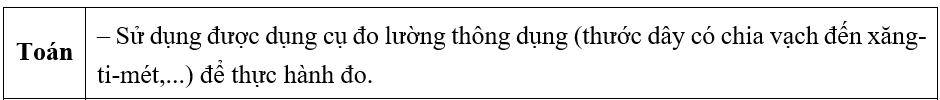 Toán
– Sử dụng được dụng cụ đo lường thông dụng (thước dây có chia vạch đến xăng-
ti-mét,...) để thực hành đo.